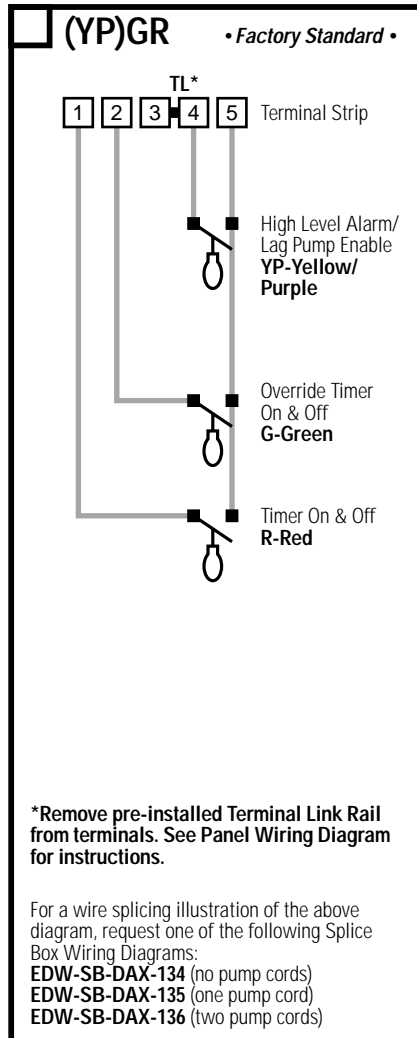 (YP)GR • Factory Standard •
TL*
1 2 3 4 5 Terminal Strip
High Level Alarm/
Lag Pump Enable
YP-Yellow/
Purple
Override Timer
On & Off
G-Green
Timer On & Off
R-Red
*Remove pre-installed Terminal Link Rail
from terminals. See Panel Wiring Diagram
for instructions.
For a wire splicing illustration of the above
diagram, request one of the following Splice
Box Wiring Diagrams:
EDW-SB-DAX-134 (no pump cords)
EDW-SB-DAX-135 (one pump cord)
EDW-SB-DAX-136 (two pump cords)